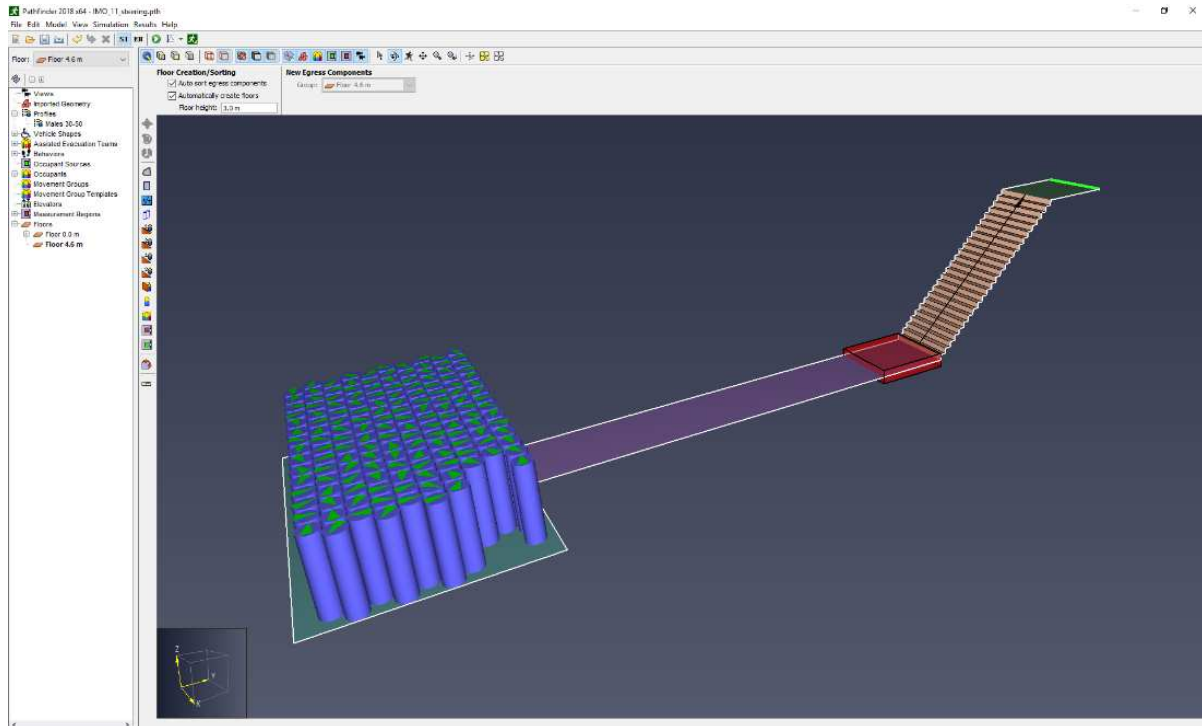 Pathfinder 2018 x64 - IMO_11_steering.pth
File Edit Model View Simulation Results Help
Floor: Floor 4.6 m
Floor Creation/Sorting
Auto sort egress components
Automatically create floors
Floor height: 3.0 m
New Egress Components
Group: Floor 4.6 m
Views
Imported Geometry
Profiles
Males 30-50
Vehicle Shapes
Assisted Evacuation Teams
Behaviors
Occupant Sources
Occupants
Movement Groups
Movement Group Templates
Elevators
Measurement Regions
Floors
Floor 0.0 m
Floor 4.6 m
Z
Y
X